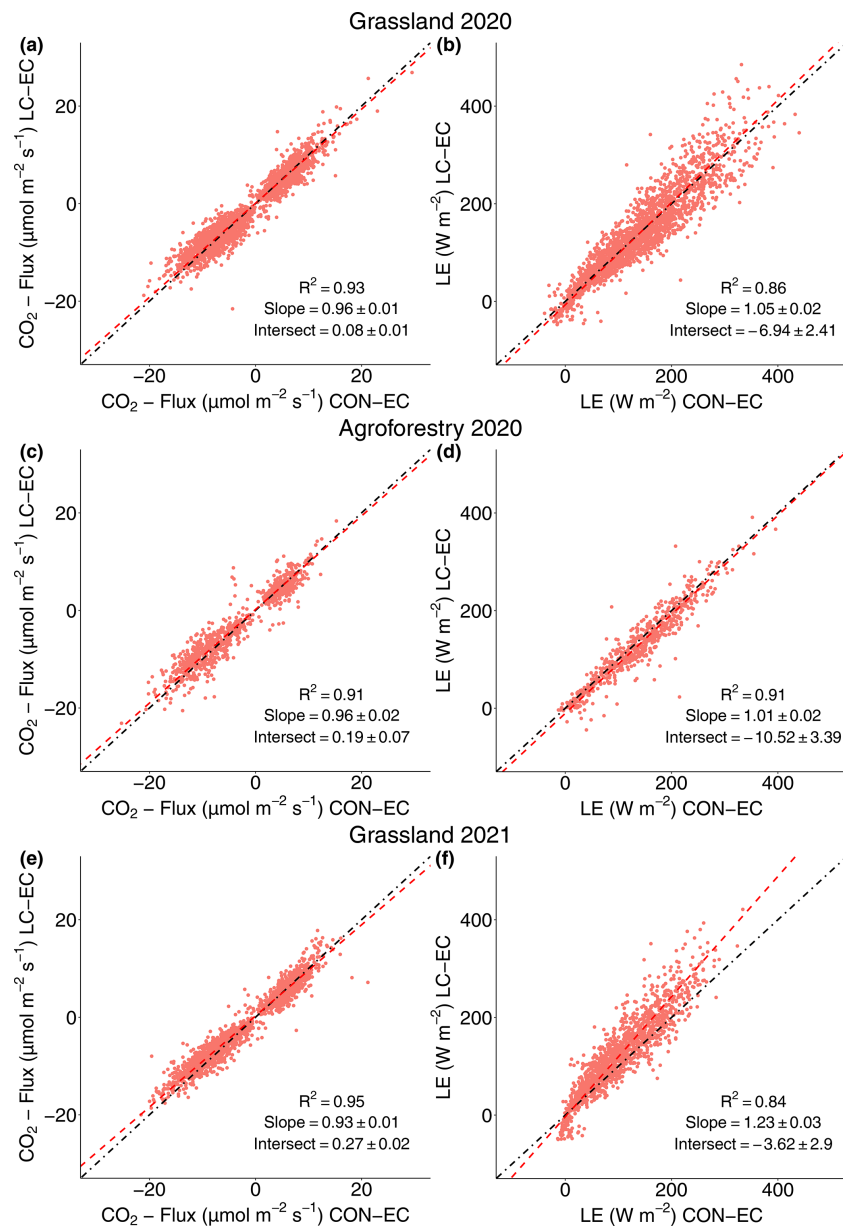 Grassland 2020
(a)
CO₂ − Flux (μmol m⁻² s⁻¹) LC−EC
20
0
−20
R² = 0.93
Slope = 0.96 ± 0.01
Intersect = 0.08 ± 0.01
−20 0 20
CO₂ − Flux (μmol m⁻² s⁻¹) CON−EC
(b)
LE (W m⁻²) LC−EC
400
200
0
R² = 0.86
Slope = 1.05 ± 0.02
Intersect = −6.94 ± 2.41
0 200 400
LE (W m⁻²) CON−EC
Agroforestry 2020
(c)
CO₂ − Flux (μmol m⁻² s⁻¹) LC−EC
20
0
−20
R² = 0.91
Slope = 0.96 ± 0.02
Intersect = 0.19 ± 0.07
−20 0 20
CO₂ − Flux (μmol m⁻² s⁻¹) CON−EC
(d)
LE (W m⁻²) LC−EC
400
200
0
R² = 0.91
Slope = 1.01 ± 0.02
Intersect = −10.52 ± 3.39
0 200 400
LE (W m⁻²) CON−EC
Grassland 2021
(e)
CO₂ − Flux (μmol m⁻² s⁻¹) LC−EC
20
0
−20
R² = 0.95
Slope = 0.93 ± 0.01
Intersect = 0.27 ± 0.02
−20 0 20
CO₂ − Flux (μmol m⁻² s⁻¹) CON−EC
(f)
LE (W m⁻²) LC−EC
400
200
0
R² = 0.84
Slope = 1.23 ± 0.03
Intersect = −3.62 ± 2.9
0 200 400
LE (W m⁻²) CON−EC